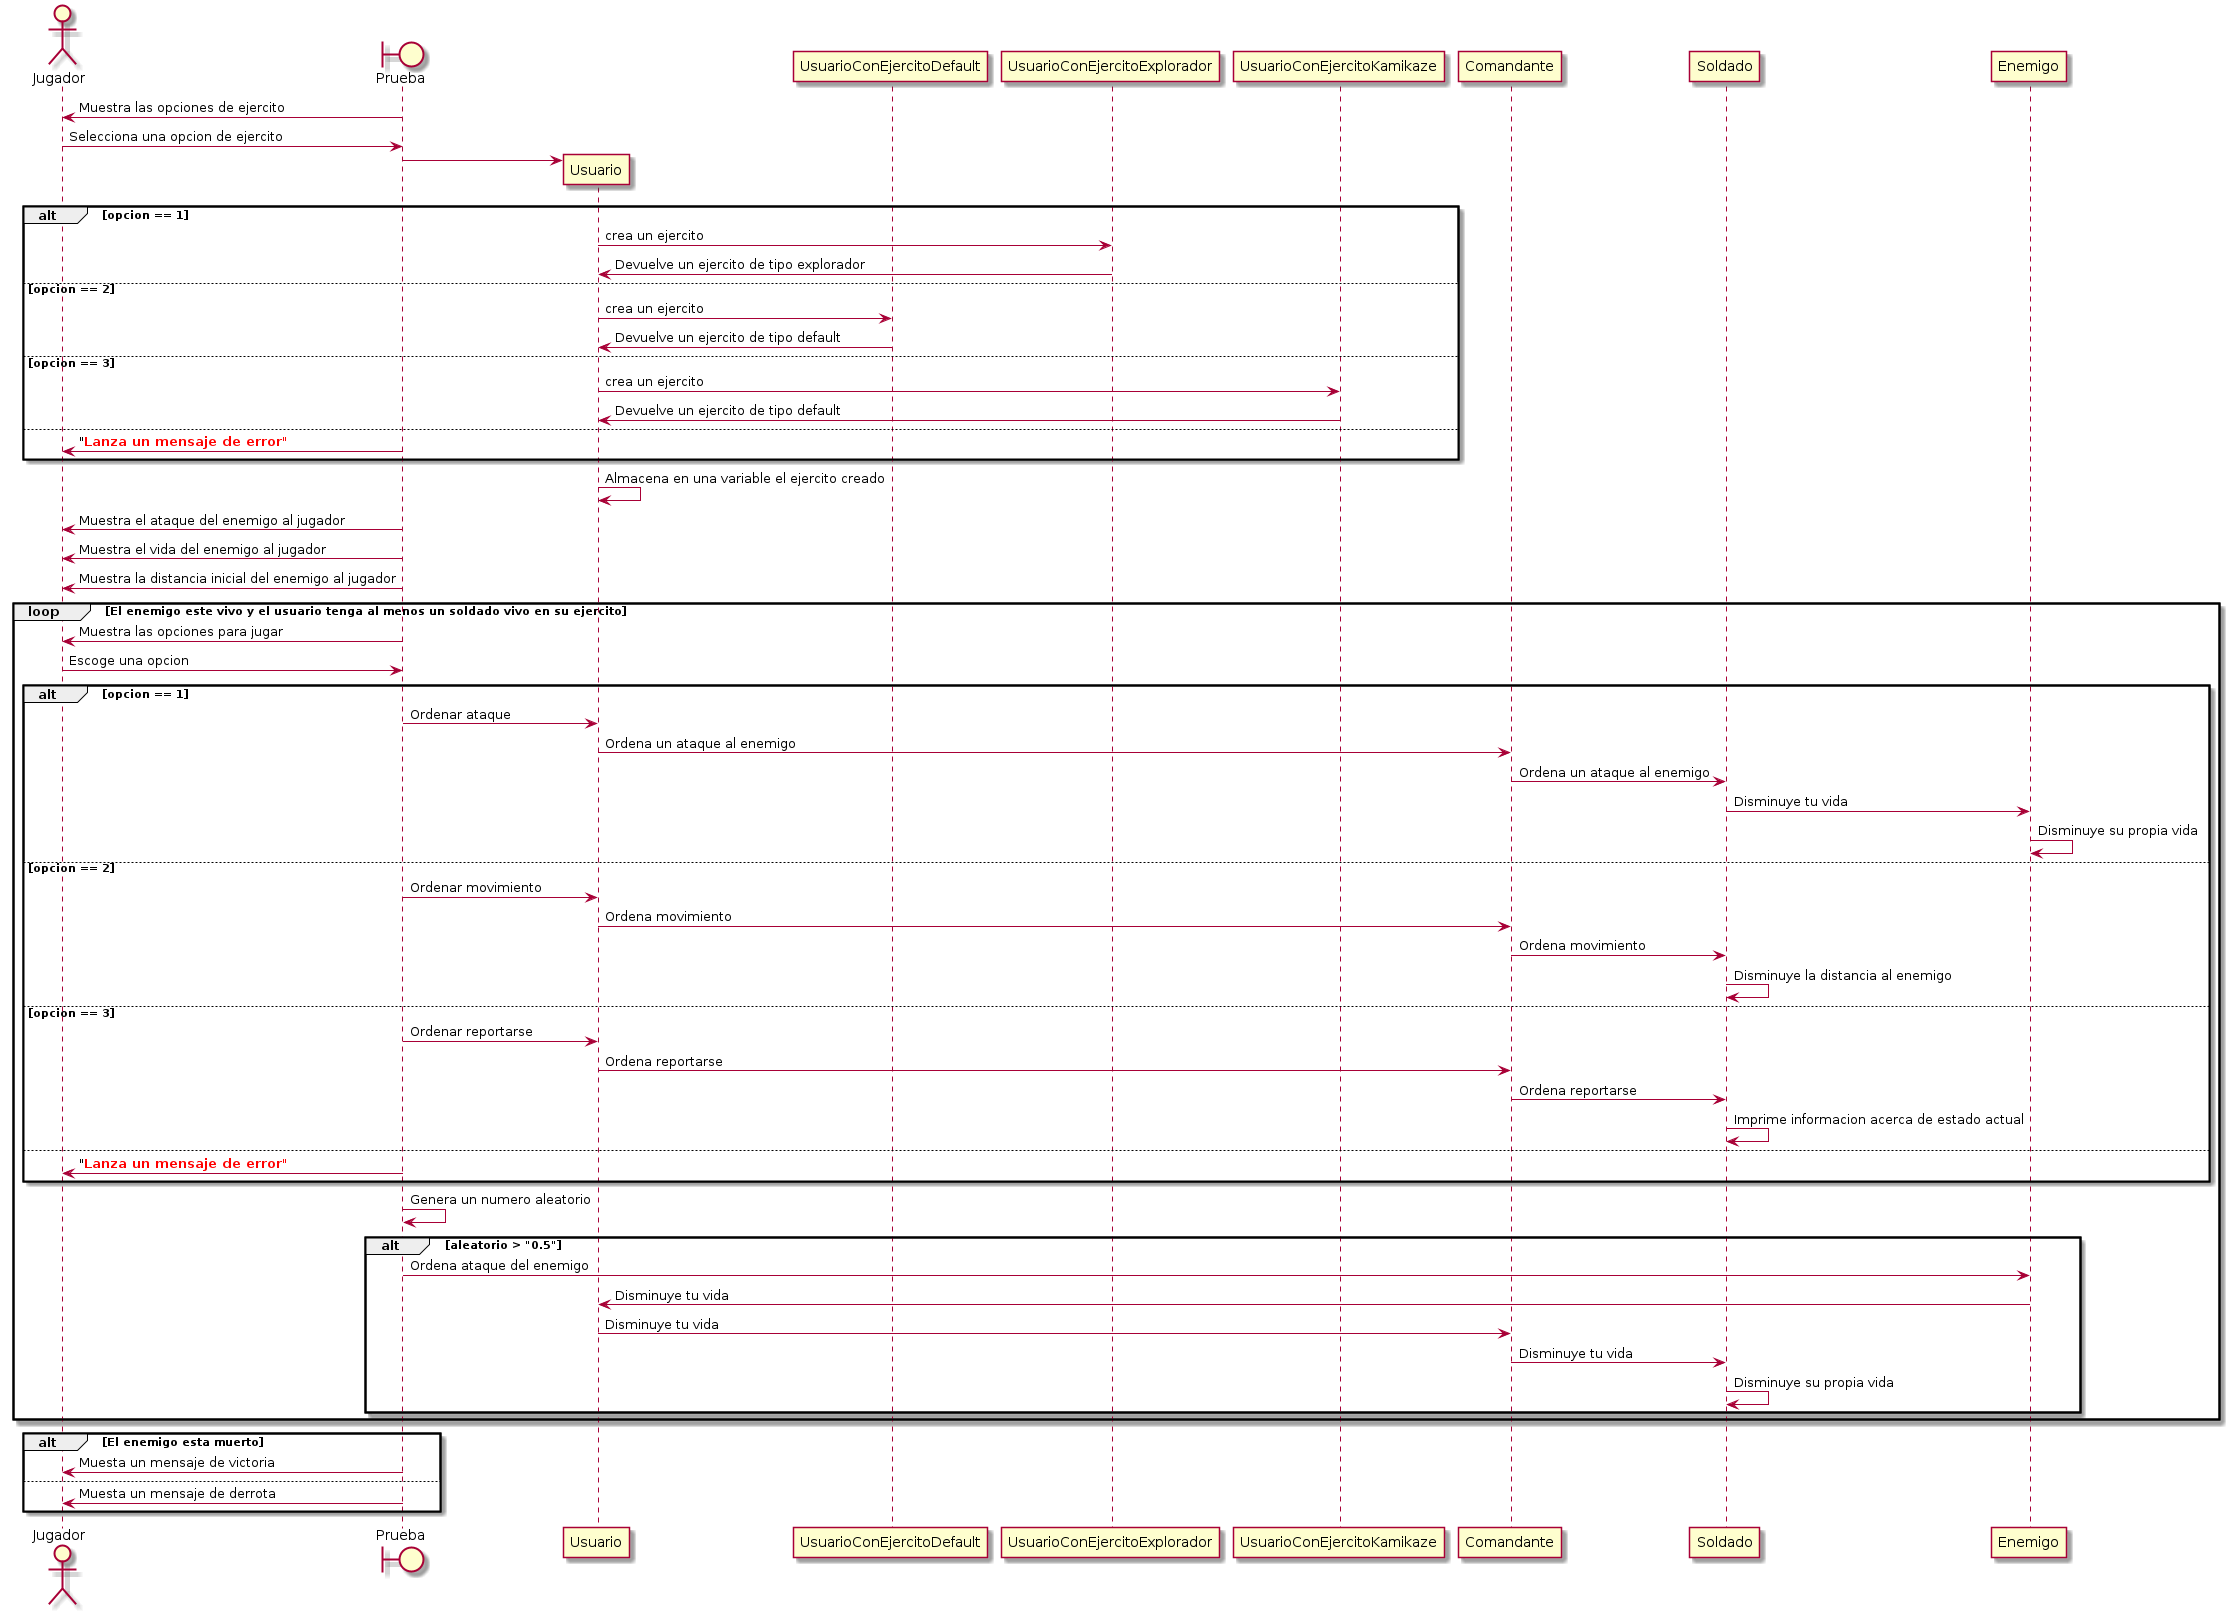 Jugador
Prueba
UsuarioConEjercitoDefault
UsuarioConEjercitoExplorador
UsuarioConEjercitoKamikaze
Comandante
Soldado
Enemigo
Muestra las opciones de ejercito
Selecciona una opcion de ejercito
Usuario
alt [opcion == 1]
crea un ejercito
Devuelve un ejercito de tipo explorador
[opcion == 2]
crea un ejercito
Devuelve un ejercito de tipo default
[opcion == 3]
crea un ejercito
Devuelve un ejercito de tipo default
"Lanza un mensaje de error"
Almacena en una variable el ejercito creado
Muestra el ataque del enemigo al jugador
Muestra el vida del enemigo al jugador
Muestra la distancia inicial del enemigo al jugador
loop [El enemigo este vivo y el usuario tenga al menos un soldado vivo en su ejercito]
Muestra las opciones para jugar
Escoge una opcion
alt [opcion == 1]
Ordenar ataque
Ordena un ataque al enemigo
Ordena un ataque al enemigo
Disminuye tu vida
Disminuye su propia vida
[opcion == 2]
Ordenar movimiento
Ordena movimiento
Ordena movimiento
Disminuye la distancia al enemigo
[opcion == 3]
Ordenar reportarse
Ordena reportarse
Ordena reportarse
Imprime informacion acerca de estado actual
"Lanza un mensaje de error"
Genera un numero aleatorio
alt [aleatorio > "0.5"]
Ordena ataque del enemigo
Disminuye tu vida
Disminuye tu vida
Disminuye tu vida
Disminuye su propia vida
alt [El enemigo esta muerto]
Muesta un mensaje de victoria
Muesta un mensaje de derrota
Jugador
Prueba
Usuario
UsuarioConEjercitoDefault
UsuarioConEjercitoExplorador
UsuarioConEjercitoKamikaze
Comandante
Soldado
Enemigo